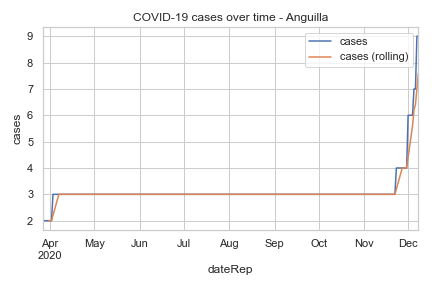 COVID-19 cases over time - Anguilla
cases
cases (rolling)
9
8
7
6
5
4
3
2
cases
Apr May Jun Jul Aug Sep Oct Nov Dec
2020
dateRep